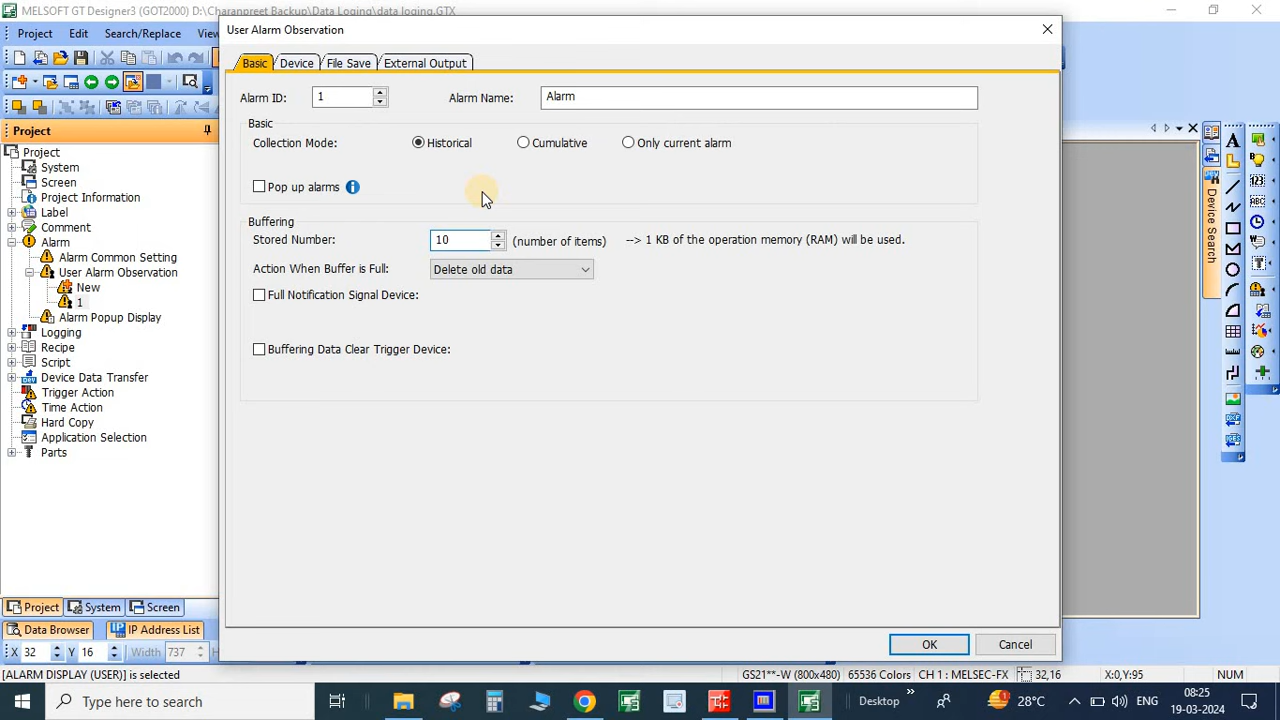 MELSOFT GT Designer3 (GOT2000) D:\Charanpreet Backup\Data Loging\data loging.GTX
Project Edit Search/Replace View
User Alarm Observation
Basic Device File Save External Output
Alarm ID: 1 Alarm Name: Alarm
Basic
Collection Mode: Historical Cumulative Only current alarm
Pop up alarms
Buffering
Stored Number: 10 (number of items) --> 1 KB of the operation memory (RAM) will be used.
Action When Buffer is Full: Delete old data
Full Notification Signal Device:
Buffering Data Clear Trigger Device:
OK Cancel
Project
Project
System
Screen
Project Information
Label
Comment
Alarm
Alarm Common Setting
User Alarm Observation
New
1
Alarm Popup Display
Logging
Recipe
Script
Device Data Transfer
Trigger Action
Time Action
Hard Copy
Application Selection
Parts
Device Search
Project System Screen
Data Browser IP Address List
X 32 Y 16 Width 737
[ALARM DISPLAY (USER)] is selected GS21**-W (800x480) 65536 Colors CH 1 : MELSEC-FX 32,16 X:0,Y:95 NUM
Type here to search Desktop 28°C ENG 08:25
19-03-2024